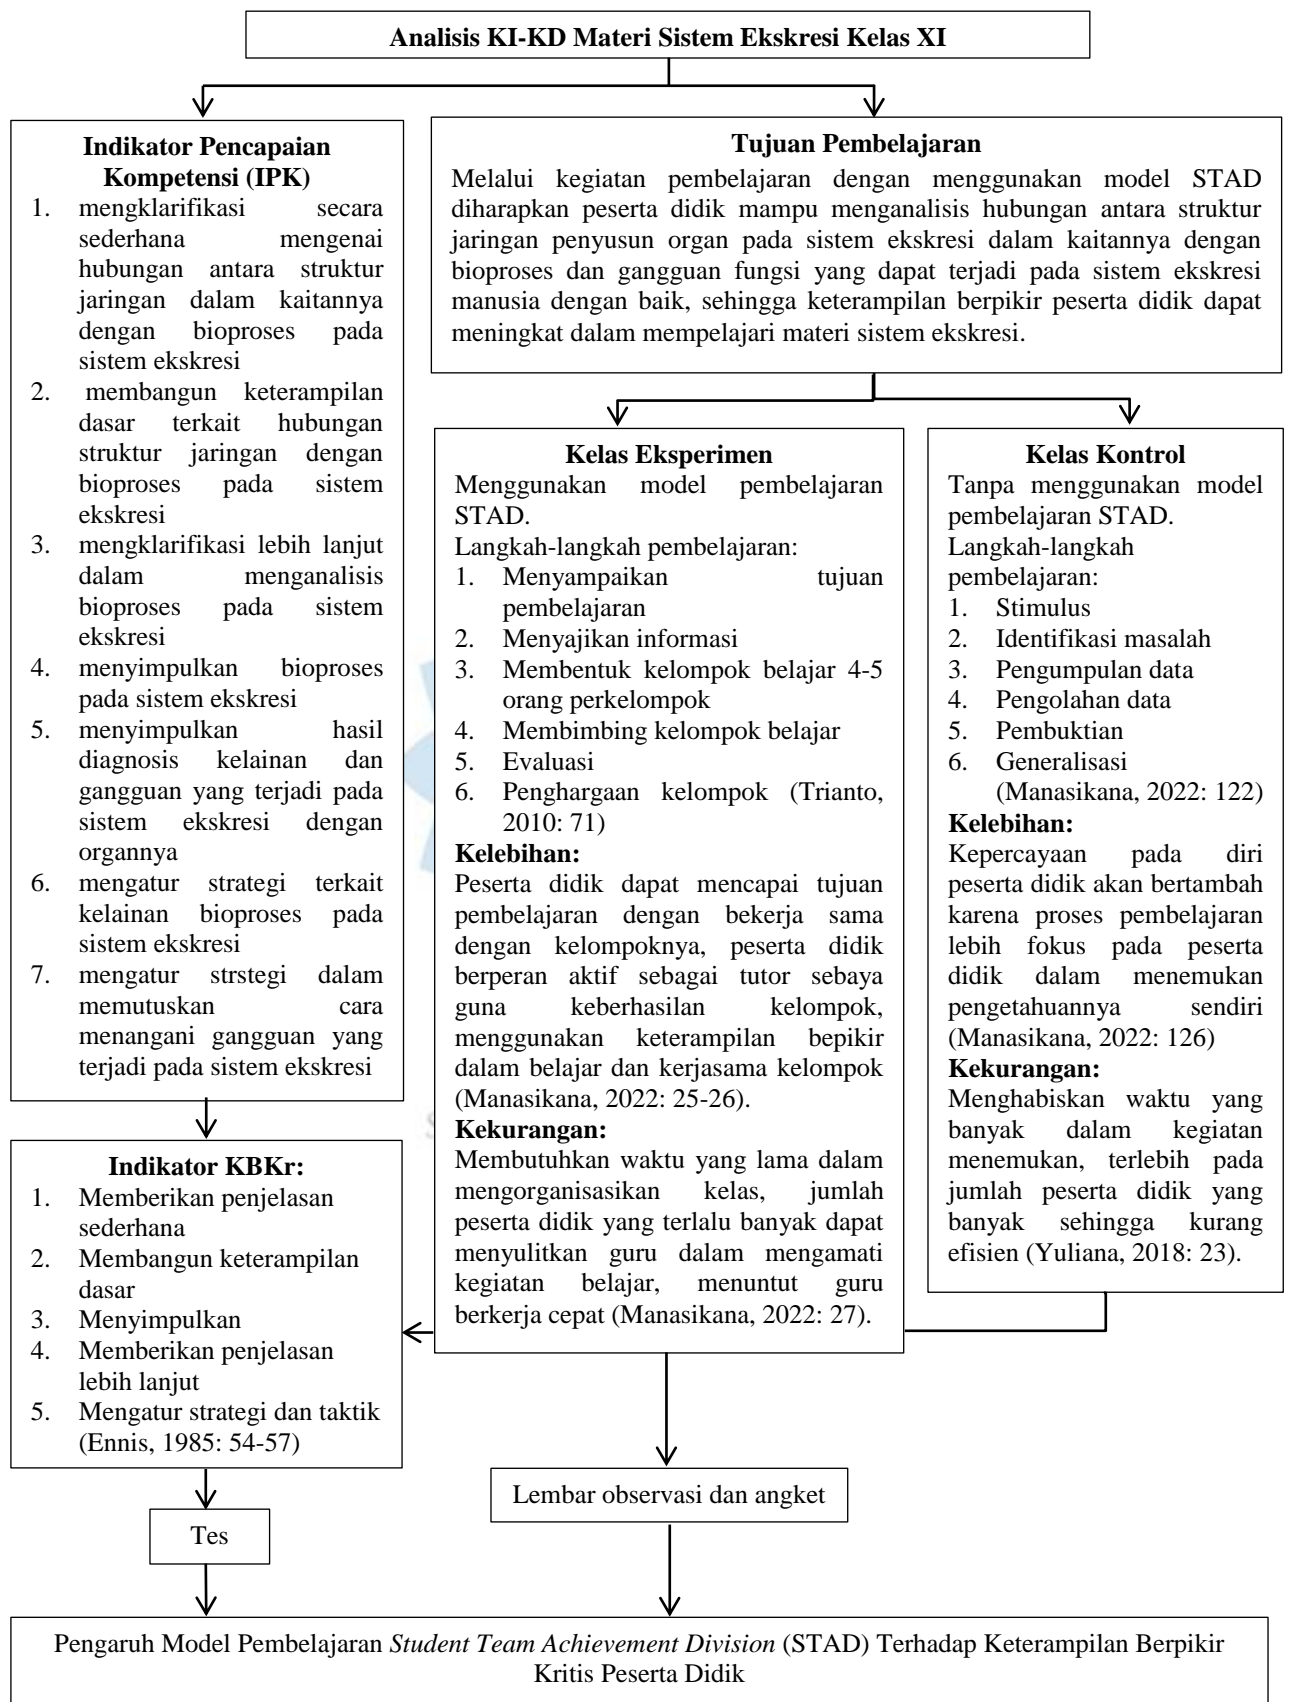 Analisis KI-KD Materi Sistem Ekskresi Kelas XI
Indikator Pencapaian
Kompetensi (IPK)
1. mengklarifikasi secara
sederhana mengenai
hubungan antara struktur
jaringan dalam kaitannya
dengan bioproses pada
sistem ekskresi
2. membangun keterampilan
dasar terkait hubungan
struktur jaringan dengan
bioproses pada sistem
ekskresi
3. mengklarifikasi lebih lanjut
dalam menganalisis
bioproses pada sistem
ekskresi
4. menyimpulkan bioproses
pada sistem ekskresi
5. menyimpulkan hasil
diagnosis kelainan dan
gangguan yang terjadi pada
sistem ekskresi dengan
organnya
6. mengatur strategi terkait
kelainan bioproses pada
sistem ekskresi
7. mengatur strstegi dalam
memutuskan cara
menangani gangguan yang
terjadi pada sistem ekskresi
Tujuan Pembelajaran
Melalui kegiatan pembelajaran dengan menggunakan model STAD
diharapkan peserta didik mampu menganalisis hubungan antara struktur
jaringan penyusun organ pada sistem ekskresi dalam kaitannya dengan
bioproses dan gangguan fungsi yang dapat terjadi pada sistem ekskresi
manusia dengan baik, sehingga keterampilan berpikir peserta didik dapat
meningkat dalam mempelajari materi sistem ekskresi.
Kelas Eksperimen
Menggunakan model pembelajaran
STAD.
Langkah-langkah pembelajaran:
1. Menyampaikan tujuan
pembelajaran
2. Menyajikan informasi
3. Membentuk kelompok belajar 4-5
orang perkelompok
4. Membimbing kelompok belajar
5. Evaluasi
6. Penghargaan kelompok (Trianto,
2010: 71)
Kelebihan:
Peserta didik dapat mencapai tujuan
pembelajaran dengan bekerja sama
dengan kelompoknya, peserta didik
berperan aktif sebagai tutor sebaya
guna keberhasilan kelompok,
menggunakan keterampilan bepikir
dalam belajar dan kerjasama kelompok
(Manasikana, 2022: 25-26).
Kekurangan:
Membutuhkan waktu yang lama dalam
mengorganisasikan kelas, jumlah
peserta didik yang terlalu banyak dapat
menyulitkan guru dalam mengamati
kegiatan belajar, menuntut guru
berkerja cepat (Manasikana, 2022: 27).
Kelas Kontrol
Tanpa menggunakan model
pembelajaran STAD.
Langkah-langkah
pembelajaran:
1. Stimulus
2. Identifikasi masalah
3. Pengumpulan data
4. Pengolahan data
5. Pembuktian
6. Generalisasi
(Manasikana, 2022: 122)
Kelebihan:
Kepercayaan pada diri
peserta didik akan bertambah
karena proses pembelajaran
lebih fokus pada peserta
didik dalam menemukan
pengetahuannya sendiri
(Manasikana, 2022: 126)
Kekurangan:
Menghabiskan waktu yang
banyak dalam kegiatan
menemukan, terlebih pada
jumlah peserta didik yang
banyak sehingga kurang
efisien (Yuliana, 2018: 23).
Indikator KBKr:
1. Memberikan penjelasan
sederhana
2. Membangun keterampilan
dasar
3. Menyimpulkan
4. Memberikan penjelasan
lebih lanjut
5. Mengatur strategi dan taktik
(Ennis, 1985: 54-57)
Tes
Lembar observasi dan angket
Pengaruh Model Pembelajaran Student Team Achievement Division (STAD) Terhadap Keterampilan Berpikir
Kritis Peserta Didik